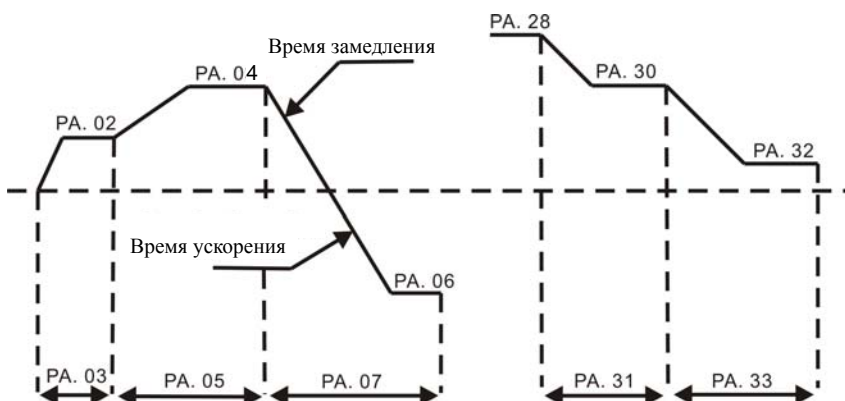 PA. 28
Время замедления
PA. 04
PA. 30
PA. 02
PA. 32
Время ускорения
PA. 06
PA. 03
PA. 05
PA. 07
PA. 31
PA. 33